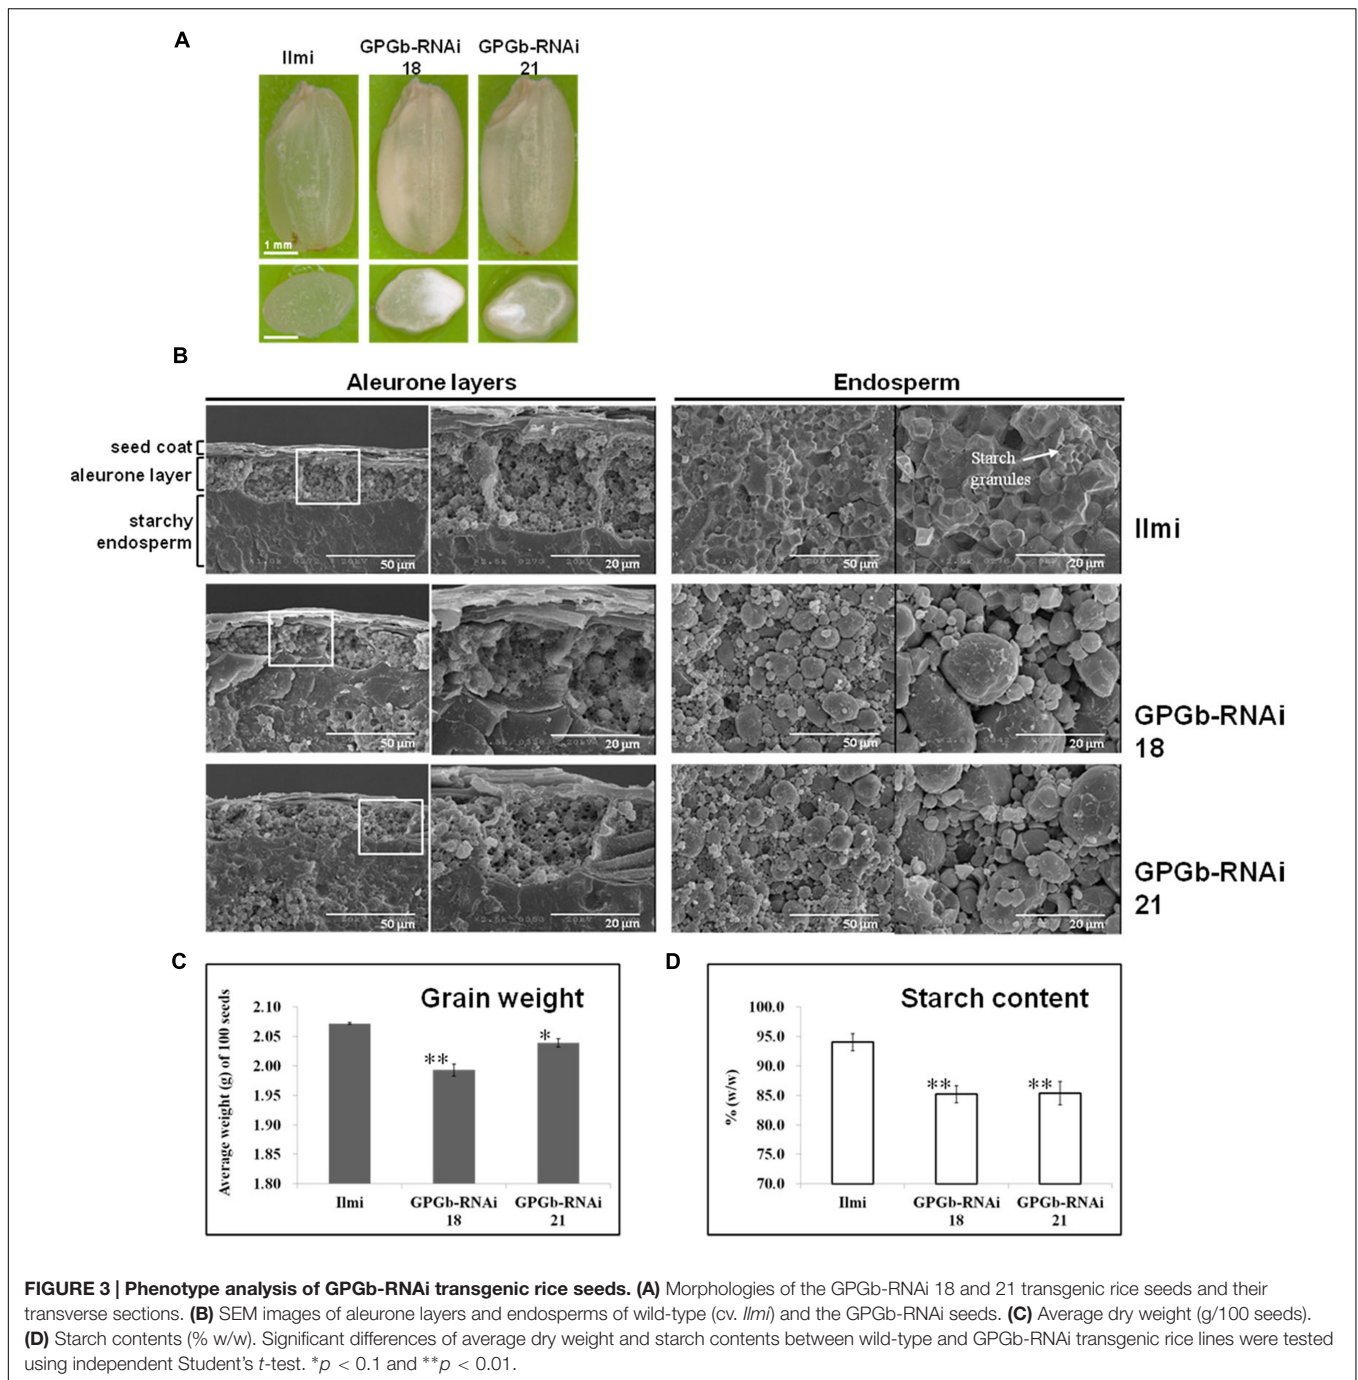 A
Ilmi
GPGb-RNAi
18
GPGb-RNAi
21
1 mm
B
Aleurone layers
Endosperm
seed coat
aleurone layer
starchy
endosperm
50 μm
20 μm
50 μm
Starch
granules
20 μm
Ilmi
50 μm
20 μm
50 μm
20 μm
GPGb-RNAi
18
50 μm
20 μm
50 μm
20 μm
GPGb-RNAi
21
C
Grain weight
Average weight (g) of 100 seeds
2.10
2.05
2.00
1.95
1.90
1.85
1.80
**
*
Ilmi
GPGb-RNAi
18
GPGb-RNAi
21
D
Starch content
% (w/w)
100.0
95.0
90.0
85.0
80.0
75.0
70.0
**
**
Ilmi
GPGb-RNAi
18
GPGb-RNAi
21
FIGURE 3 | Phenotype analysis of GPGb-RNAi transgenic rice seeds. (A) Morphologies of the GPGb-RNAi 18 and 21 transgenic rice seeds and their
transverse sections. (B) SEM images of aleurone layers and endosperms of wild-type (cv. Ilmi) and the GPGb-RNAi seeds. (C) Average dry weight (g/100 seeds).
(D) Starch contents (% w/w). Significant differences of average dry weight and starch contents between wild-type and GPGb-RNAi transgenic rice lines were tested
using independent Student's t-test. *p < 0.1 and **p < 0.01.